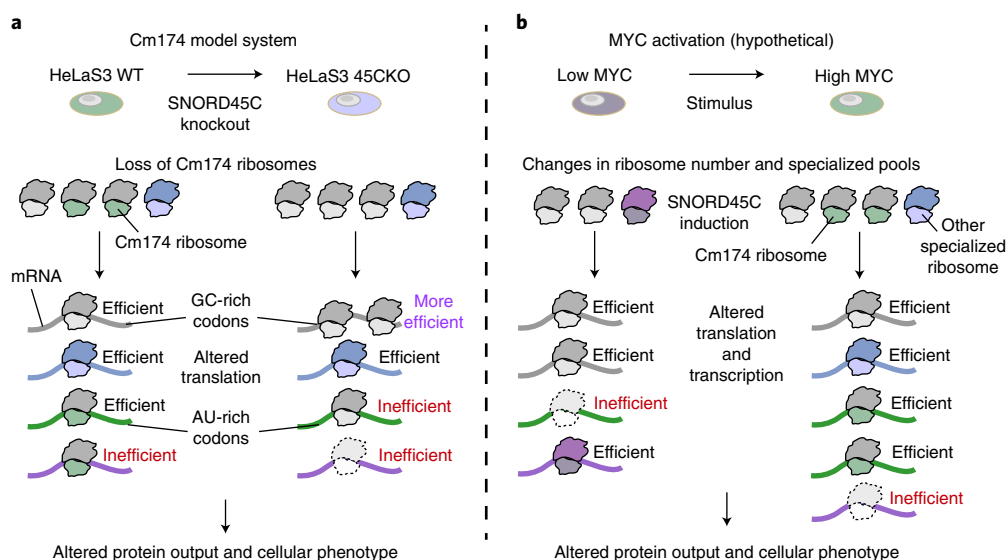 a
Cm174 model system
HeLaS3 WT
HeLaS3 45CKO
SNORD45C
knockout
Loss of Cm174 ribosomes
Cm174 ribosome
mRNA
Efficient
GC-rich
codons
More
efficient
Efficient
Altered
translation
Efficient
Efficient
AU-rich
codons
Inefficient
Inefficient
Inefficient
Altered protein output and cellular phenotype
b
MYC activation (hypothetical)
Low MYC
High MYC
Stimulus
Changes in ribosome number and specialized pools
SNORD45C
induction
Cm174 ribosome
Other
specialized
ribosome
Efficient
Efficient
Inefficient
Efficient
Altered
translation
and
transcription
Efficient
Efficient
Efficient
Efficient
Inefficient
Altered protein output and cellular phenotype